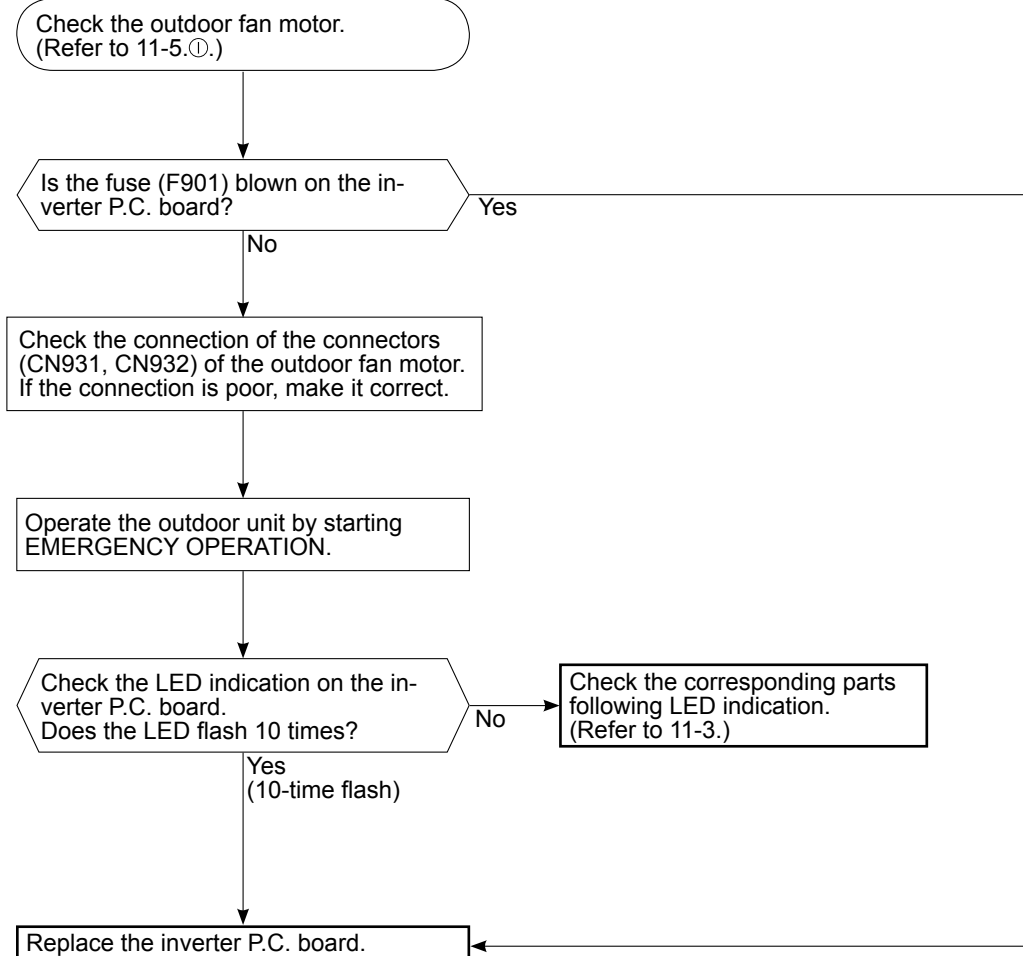 Check the outdoor fan motor.
(Refer to 11-5.Ⓘ.)
Is the fuse (F901) blown on the in-
verter P.C. board?
Yes
No
Check the connection of the connectors
(CN931, CN932) of the outdoor fan motor.
If the connection is poor, make it correct.
Operate the outdoor unit by starting
EMERGENCY OPERATION.
Check the LED indication on the in-
verter P.C. board.
Does the LED flash 10 times?
No
Check the corresponding parts
following LED indication.
(Refer to 11-3.)
Yes
(10-time flash)
Replace the inverter P.C. board.